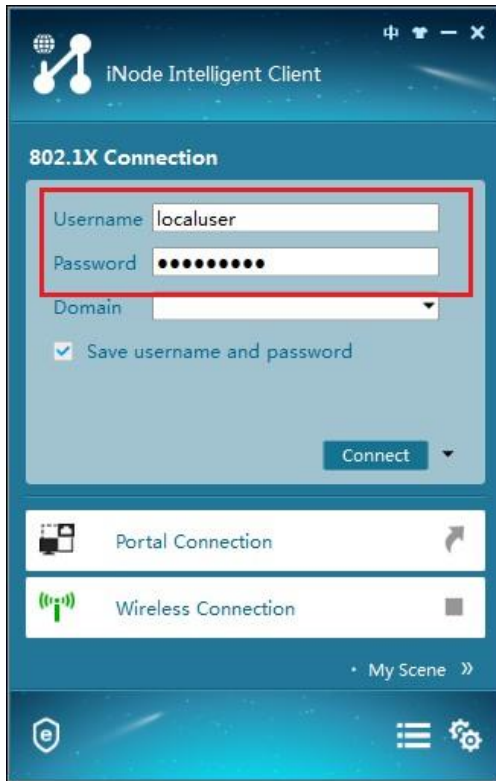 中
iNode Intelligent Client
802.1X Connection
Username localuser
Password ●●●●●●●●●
Domain
Save username and password
Connect
Portal Connection
Wireless Connection
My Scene »
e